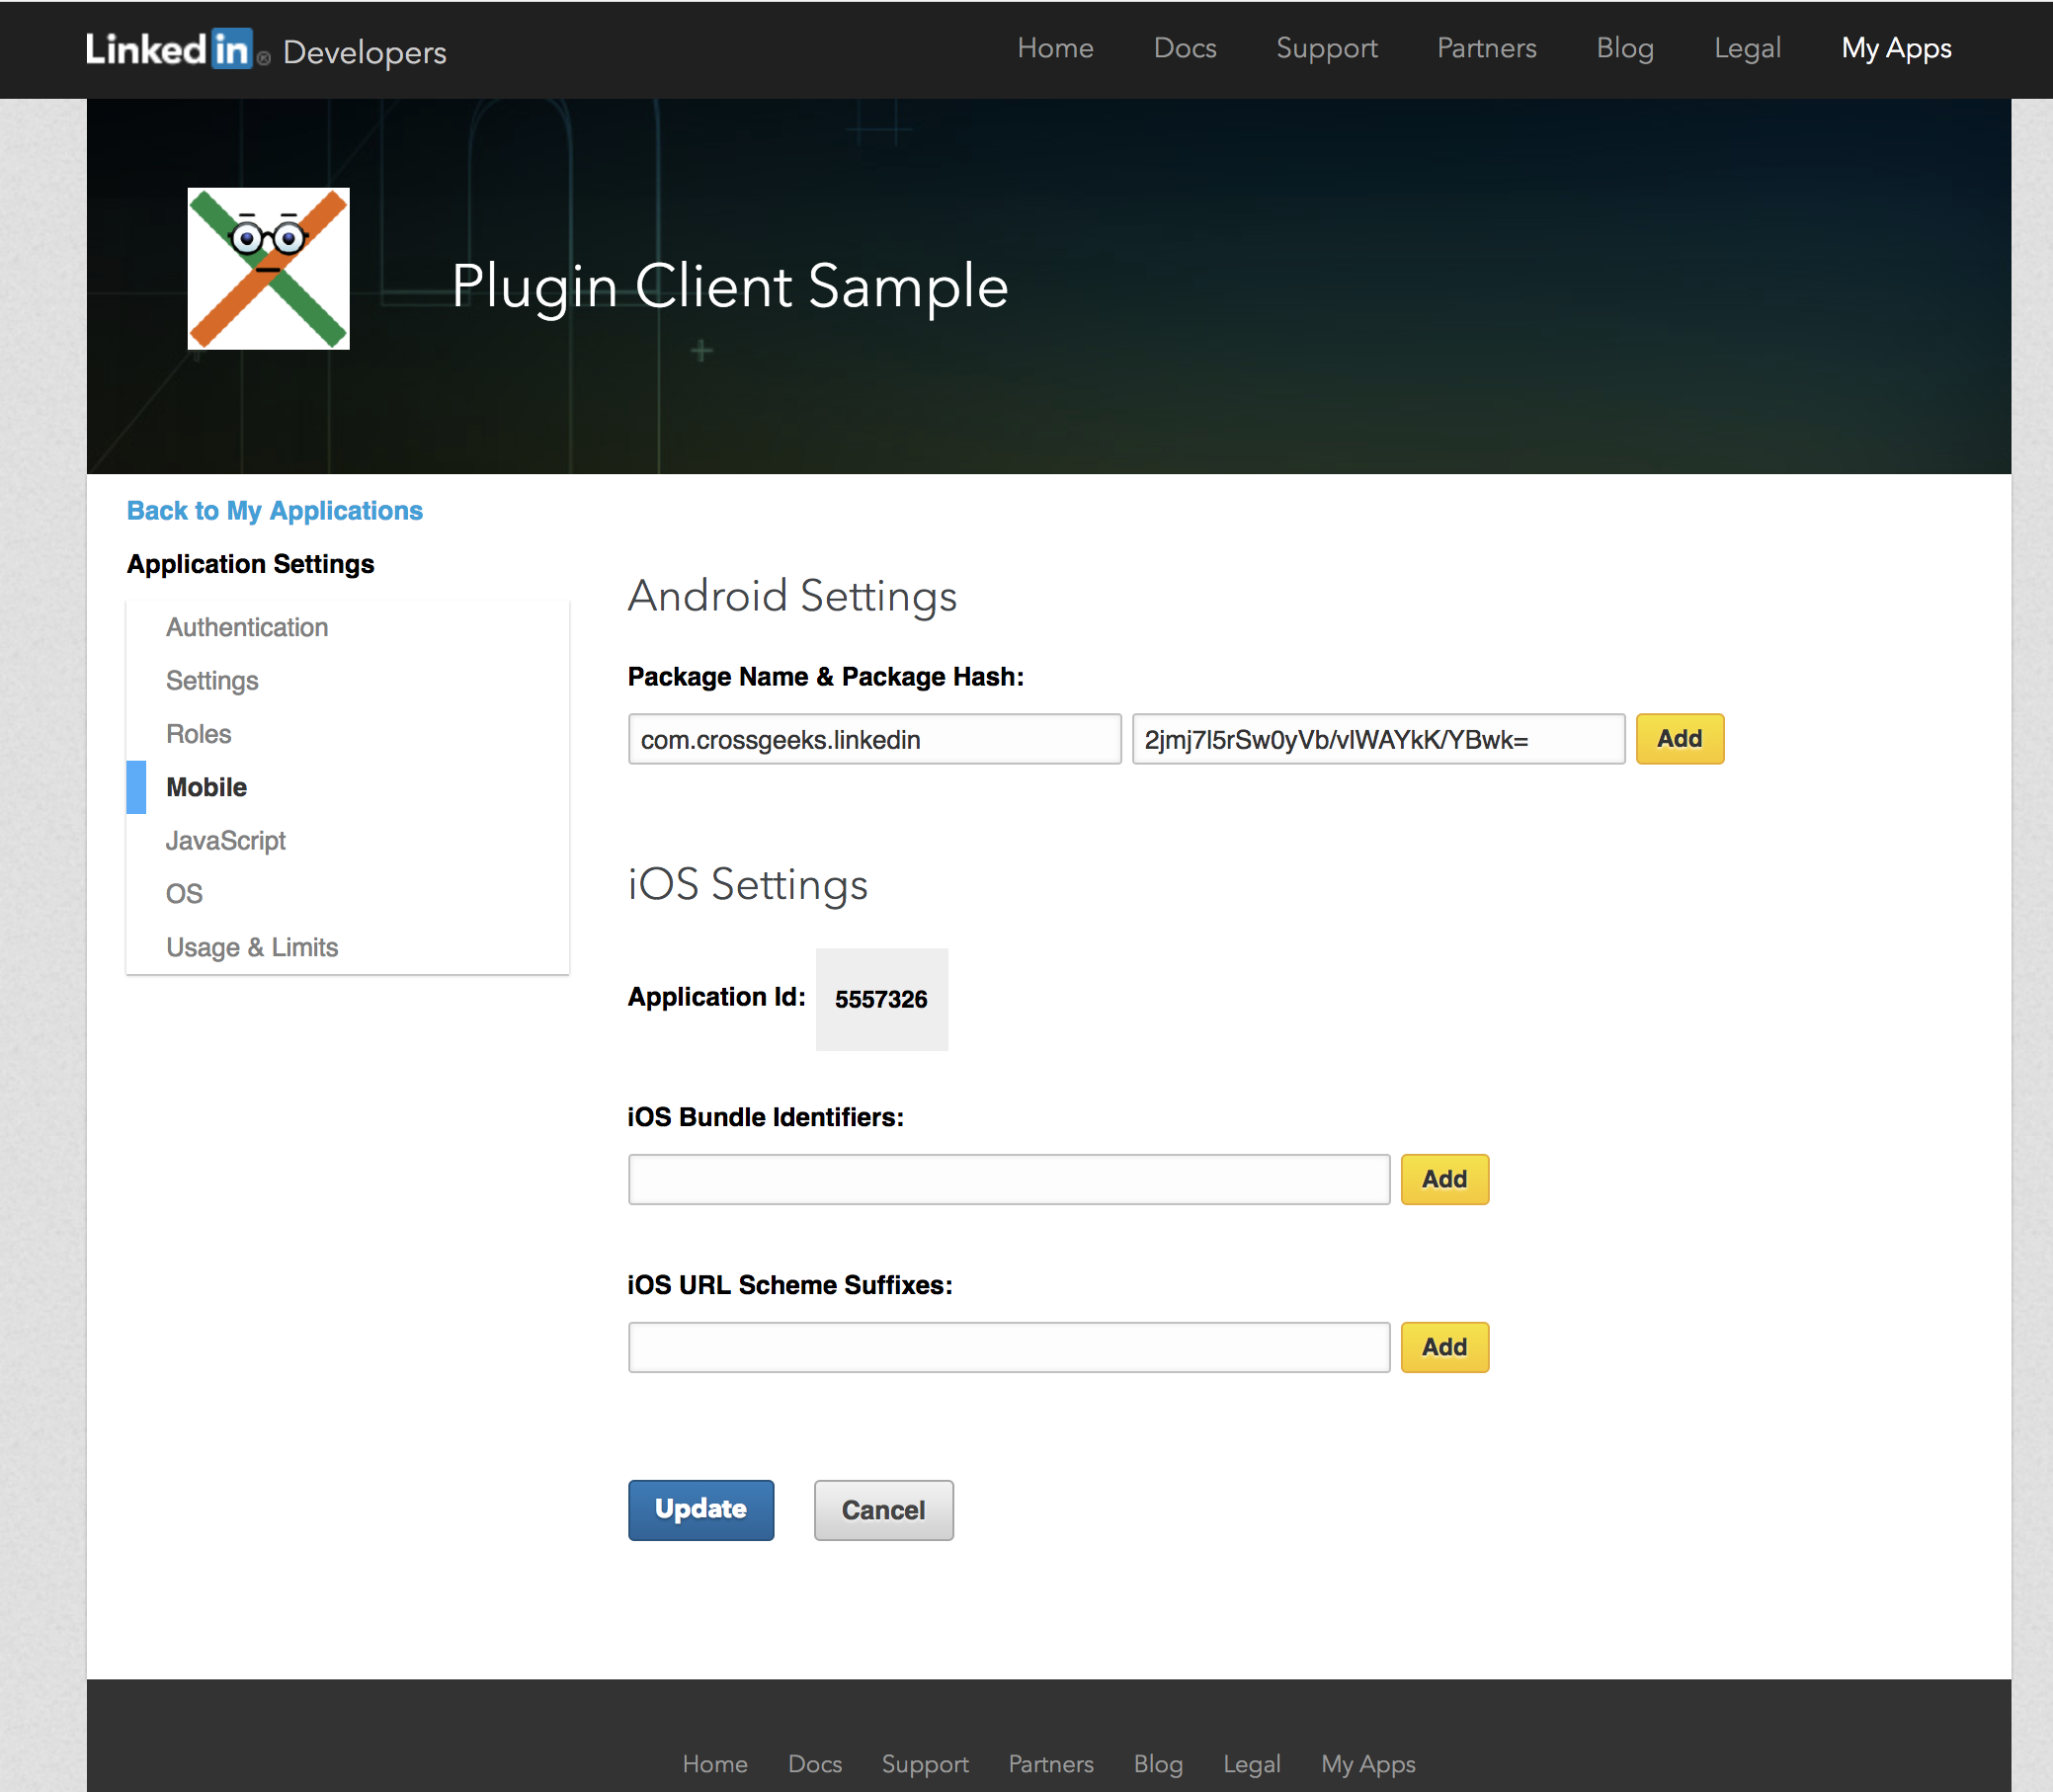 Linked in ® Developers Home Docs Support Partners Blog Legal My Apps
Plugin Client Sample
Back to My Applications
Application Settings
Authentication
Settings
Roles
Mobile
JavaScript
OS
Usage & Limits
Android Settings
Package Name & Package Hash:
com.crossgeeks.linkedin 2jmj7l5rSw0yVb/vlWAYkK/YBwk= Add
iOS Settings
Application Id: 5557326
iOS Bundle Identifiers:
Add
iOS URL Scheme Suffixes:
Add
Update Cancel
Home Docs Support Partners Blog Legal My Apps